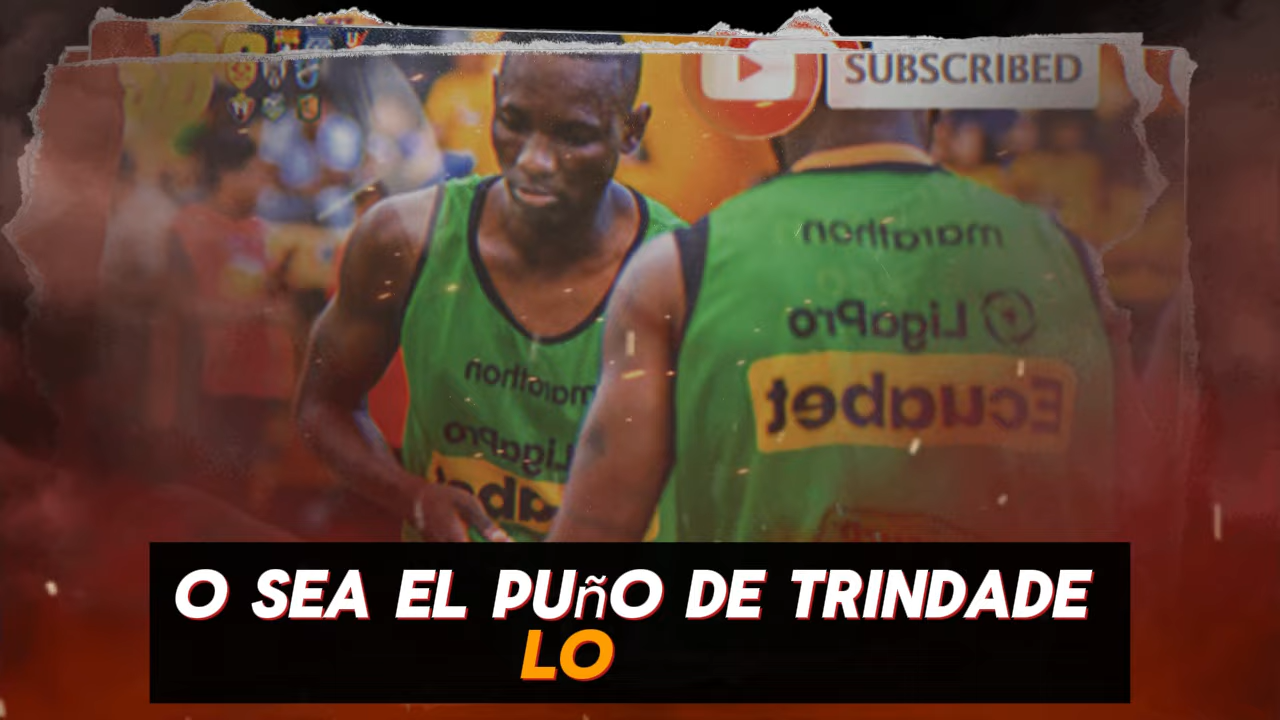 SUBSCRIBED
marathon
LigaPro
Ecuabet
marathon
LigaPro
O SEA EL PUñO DE TRINDADE
LO